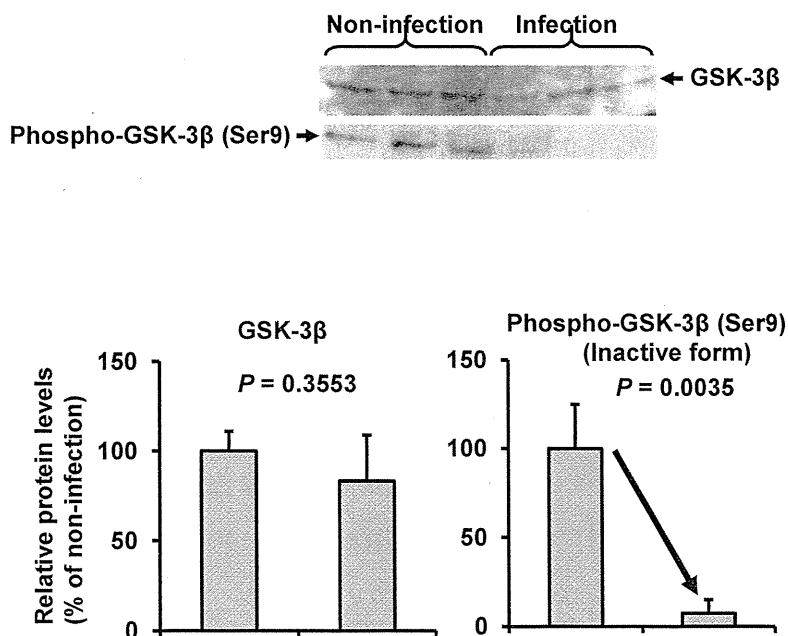 Non-infection Infection
GSK-3β
Phospho-GSK-3β (Ser9)
GSK-3β
P = 0.3553
Relative protein levels
(% of non-infection)
150
100
50
0
Phospho-GSK-3β (Ser9)
(Inactive form)
P = 0.0035
150
100
50
0